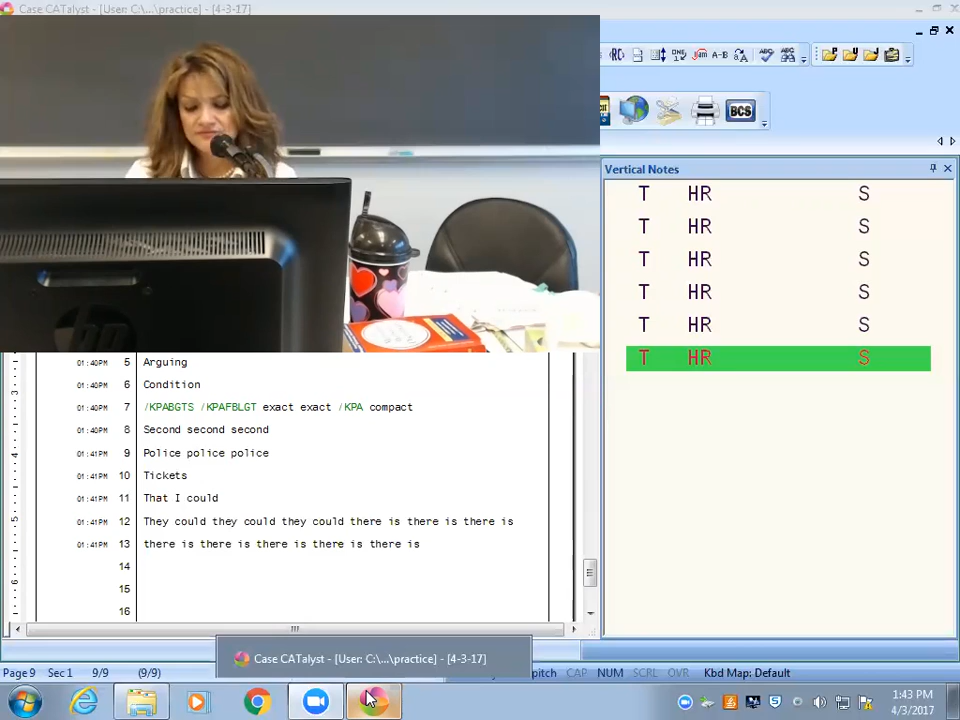 Case CATalyst - [User: C:\...\practice] - [4-3-17]
BCS
Vertical Notes
T HR S
T HR S
T HR S
T HR S
T HR S
T HR S
hp
01:40PM 5 Arguing
01:40PM 6 Condition
01:40PM 7 /KPABGTS /KPAFBLGT exact exact /KPA compact
01:40PM 8 Second second second
01:41PM 9 Police police police
01:41PM 10 Tickets
01:41PM 11 That I could
01:41PM 12 They could they could they could there is there is there is
01:41PM 13 there is there is there is there is there is
14
15
16
Case CATalyst - [User: C:\...\practice] - [4-3-17]
Page 9 Sec 1 9/9 (9/9) pitch CAP NUM SCRL OVR Kbd Map: Default
1:43 PM
4/3/2017